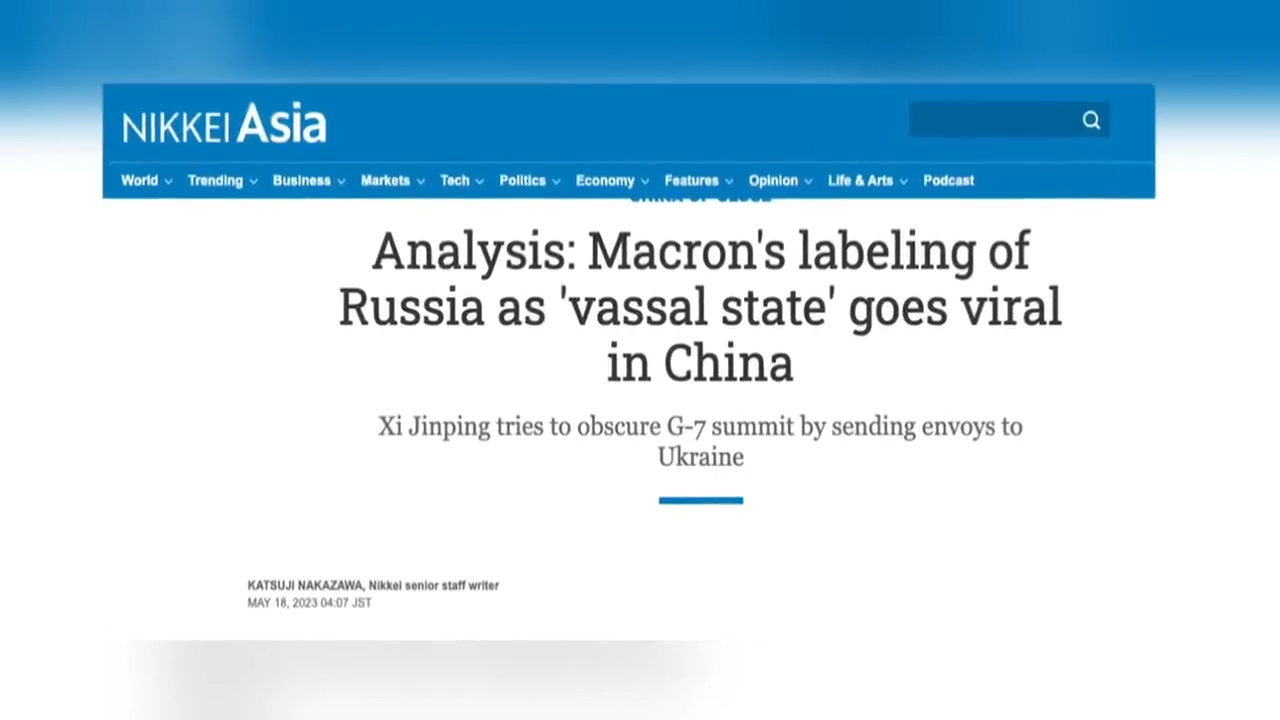 NIKKEI Asia
World Trending Business Markets Tech Politics Economy Features Opinion Life & Arts Podcast
Analysis: Macron's labeling of
Russia as 'vassal state' goes viral
in China
Xi Jinping tries to obscure G-7 summit by sending envoys to
Ukraine
KATSUJI NAKAZAWA, Nikkei senior staff writer
MAY 18, 2023 04:07 JST